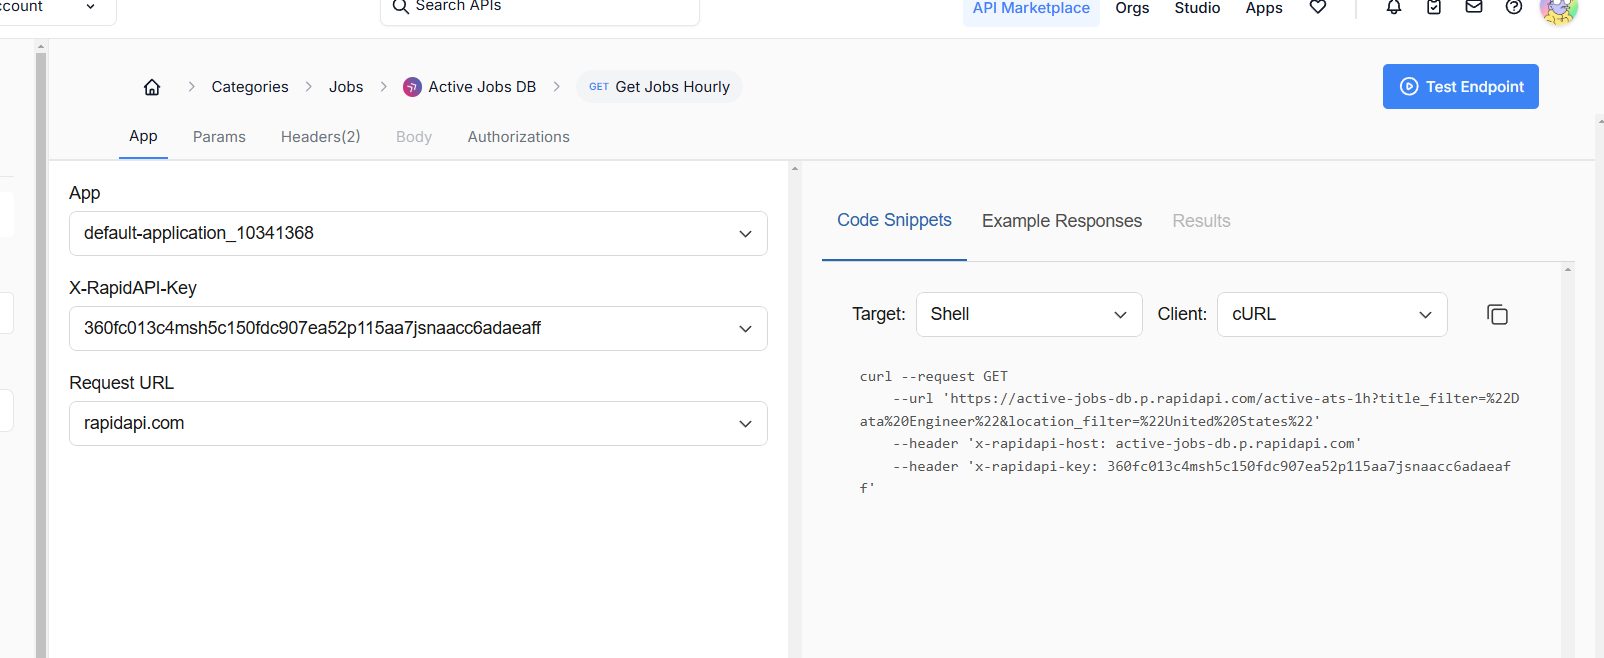 ccount
Search APIs
API Marketplace
Orgs
Studio
Apps
Categories
Jobs
Active Jobs DB
GET Get Jobs Hourly
Test Endpoint
App
Params
Headers(2)
Body
Authorizations
App
default-application_10341368
X-RapidAPI-Key
360fc013c4msh5c150fdc907ea52p115aa7jsnaacc6adaeaff
Request URL
rapidapi.com
Code Snippets
Example Responses
Results
Target:
Shell
Client:
cURL
curl --request GET
--url 'https://active-jobs-db.p.rapidapi.com/active-ats-1h?title_filter=%22D
ata%20Engineer%22&location_filter=%22United%20States%22'
--header 'x-rapidapi-host: active-jobs-db.p.rapidapi.com'
--header 'x-rapidapi-key: 360fc013c4msh5c150fdc907ea52p115aa7jsnaacc6adaeaf
f'